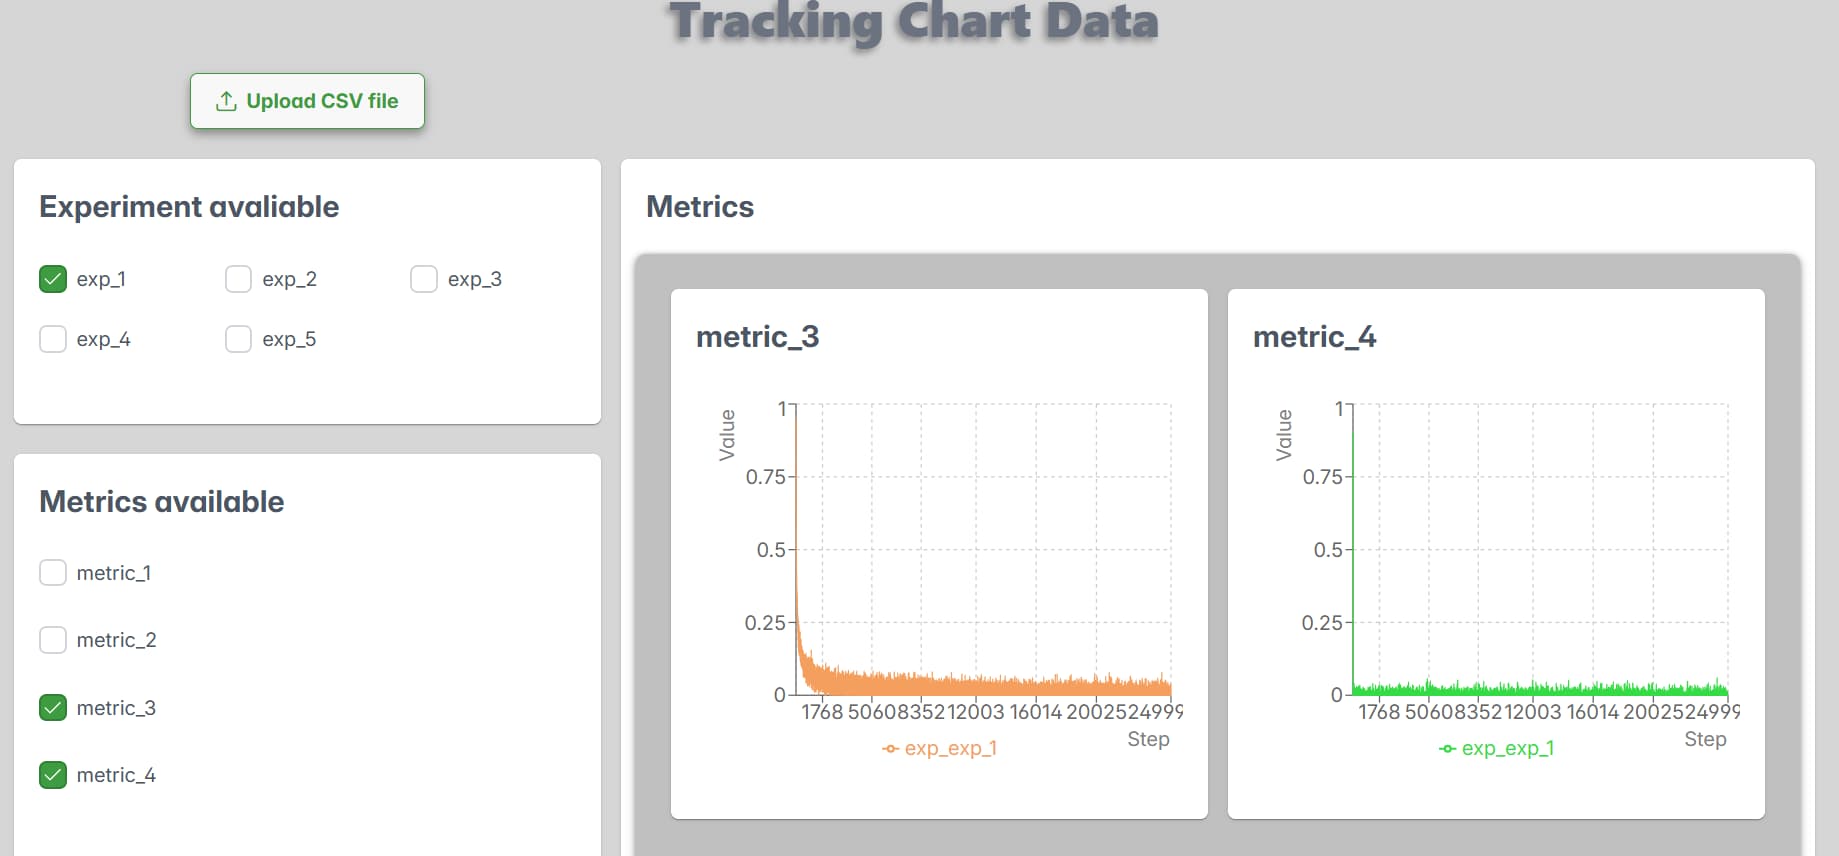 Tracking Chart Data
Upload CSV file
Experiment avaliable
exp_1
exp_2
exp_3
exp_4
exp_5
Metrics available
metric_1
metric_2
metric_3
metric_4
Metrics
metric_3
Value
1
0.75
0.5
0.25
0
1768 5060 8352 12003 16014 20025 24999
Step
exp_exp_1
metric_4
Value
1
0.75
0.5
0.25
0
1768 5060 8352 12003 16014 20025 24999
Step
exp_exp_1